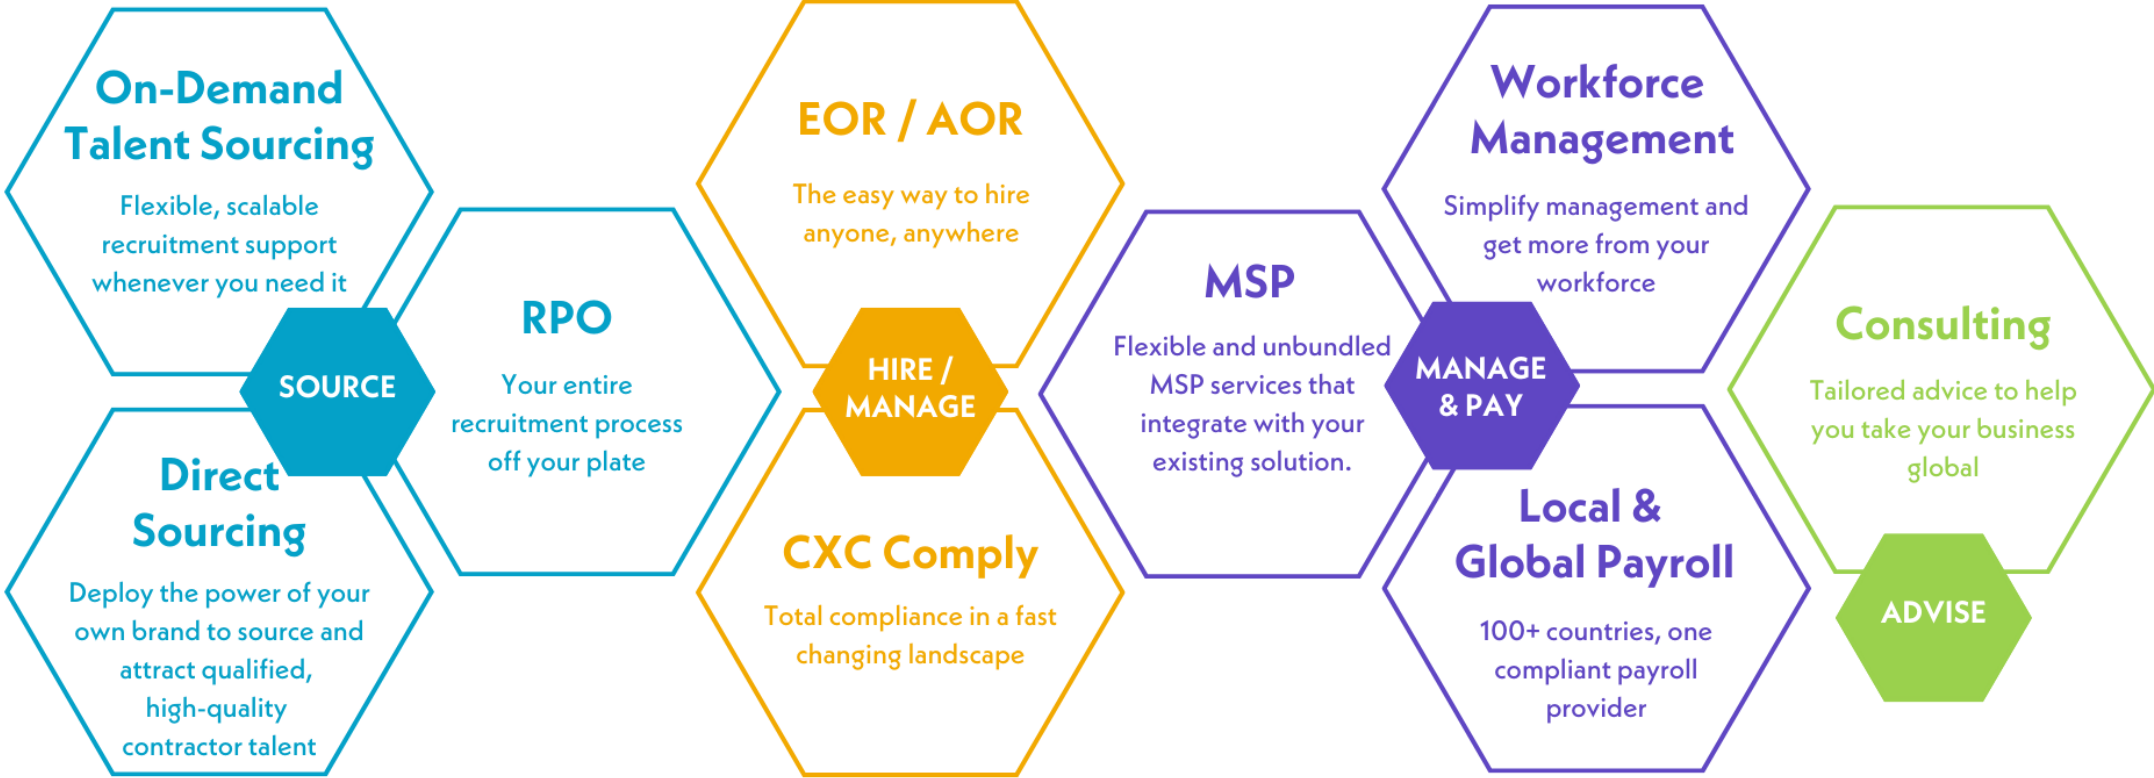 On-Demand
Talent Sourcing
Flexible, scalable
recruitment support
whenever you need it
SOURCE
Direct
Sourcing
Deploy the power of your
own brand to source and
attract qualified,
high-quality
contractor talent
RPO
Your entire
recruitment process
off your plate
EOR / AOR
The easy way to hire
anyone, anywhere
HIRE /
MANAGE
CXC Comply
Total compliance in a fast
changing landscape
MSP
Flexible and unbundled
MSP services that
integrate with your
existing solution.
Workforce
Management
Simplify management and
get more from your
workforce
MANAGE
& PAY
Local &
Global Payroll
100+ countries, one
compliant payroll
provider
Consulting
Tailored advice to help
you take your business
global
ADVISE